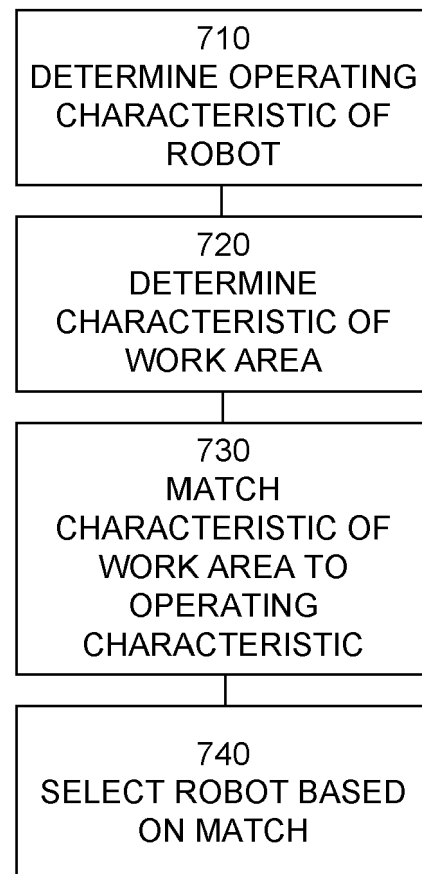 710
DETERMINE OPERATING
CHARACTERISTIC OF
ROBOT
720
DETERMINE
CHARACTERISTIC OF
WORK AREA
730
MATCH
CHARACTERISTIC OF
WORK AREA TO
OPERATING
CHARACTERISTIC
740
SELECT ROBOT BASED
ON MATCH